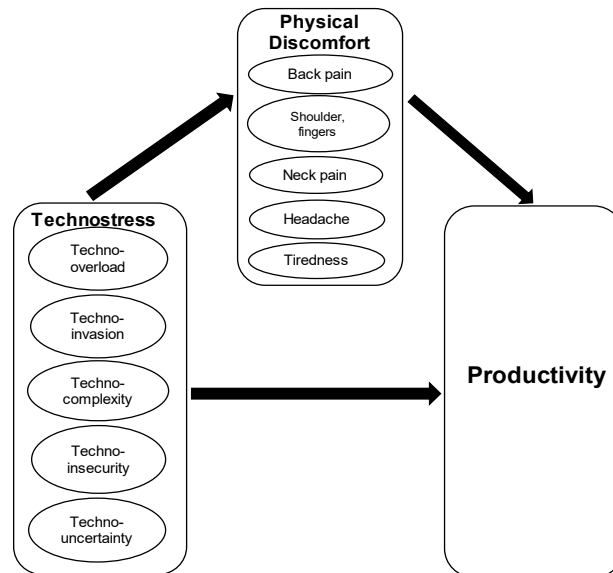 Physical
Discomfort
Back pain
Shoulder,
fingers
Neck pain
Headache
Tiredness
Technostress
Techno-
overload
Techno-
invasion
Techno-
complexity
Techno-
insecurity
Techno-
uncertainty
Productivity